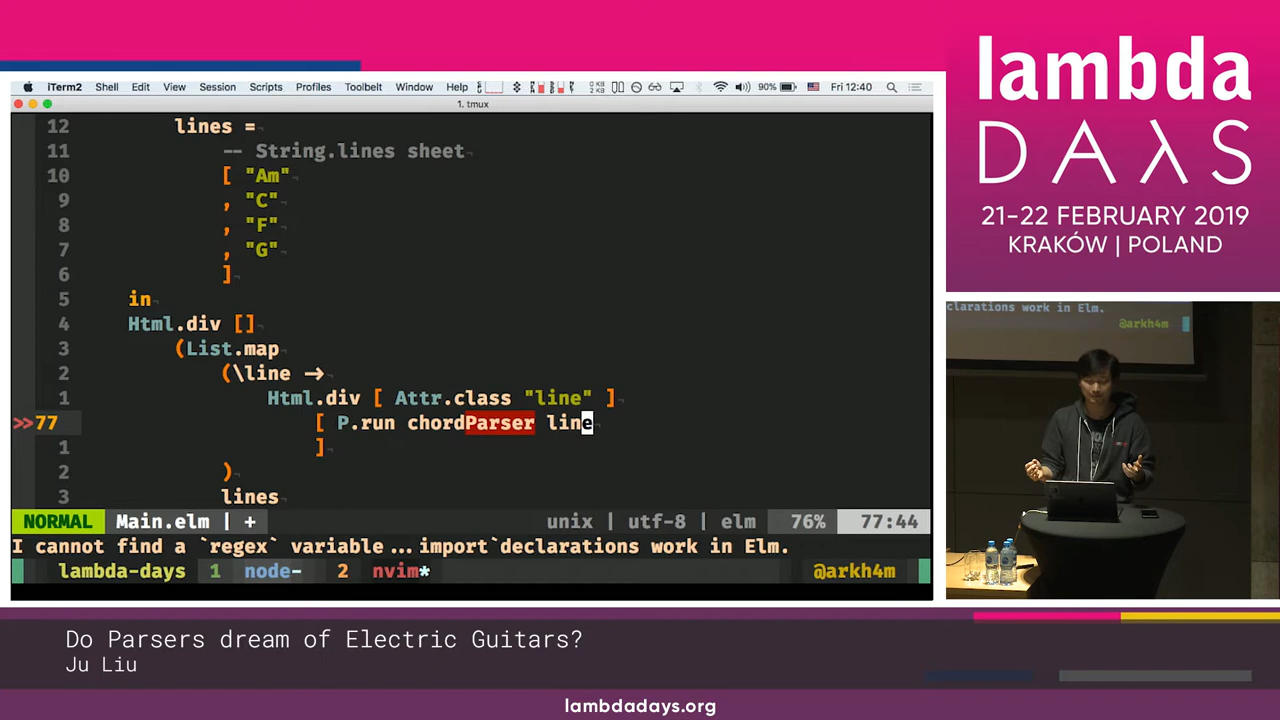 iTerm2 Shell Edit View Session Scripts Profiles Toolbelt Window Help 90% Fri 12:40
1. tmux
12 lines =
11 -- String.lines sheet
10 [ "Am"
9 , "C"
8 , "F"
7 , "G"
6 ]
5 in
4 Html.div []
3 (List.map
2 (\line →
1 Html.div [ Attr.class "line" ]
>>77 [ P.run chordParser line
1 ]
2 )
3 lines
NORMAL Main.elm | + unix | utf-8 | elm 76% 77:44
I cannot find a `regex` variable...import`declarations work in Elm.
lambda-days 1 node- 2 nvim* @arkh4m
lambda
DAλS
21-22 FEBRUARY 2019
KRAKÓW | POLAND
clarations work in Elm.
@arkh4m
Do Parsers dream of Electric Guitars?
Ju Liu
lambdadays.org